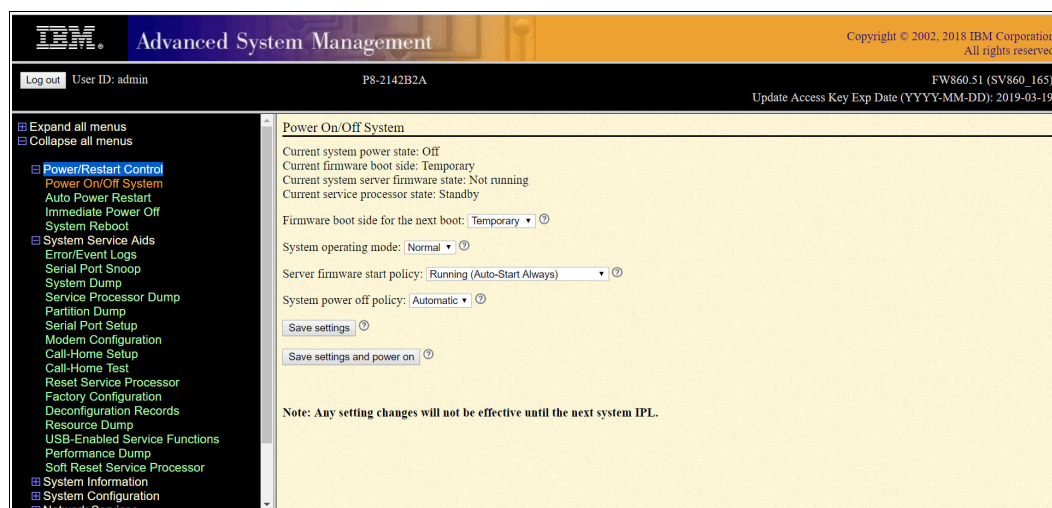 IBM®
Advanced System Management
Copyright © 2002, 2018 IBM Corporation
All rights reserved
Log out User ID: admin
P8-2142B2A
FW860.51 (SV860_165)
Update Access Key Exp Date (YYYY-MM-DD): 2019-03-19
Expand all menus
Collapse all menus
Power/Restart Control
Power On/Off System
Auto Power Restart
Immediate Power Off
System Reboot
System Service Aids
Error/Event Logs
Serial Port Snoop
System Dump
Service Processor Dump
Partition Dump
Serial Port Setup
Modem Configuration
Call-Home Setup
Call-Home Test
Reset Service Processor
Factory Configuration
Deconfiguration Records
Resource Dump
USB-Enabled Service Functions
Performance Dump
Soft Reset Service Processor
System Information
System Configuration
Network Services
Power On/Off System
Current system power state: Off
Current firmware boot side: Temporary
Current system server firmware state: Not running
Current service processor state: Standby
Firmware boot side for the next boot: Temporary
System operating mode: Normal
Server firmware start policy: Running (Auto-Start Always)
System power off policy: Automatic
Save settings
Save settings and power on
Note: Any setting changes will not be effective until the next system IPL.